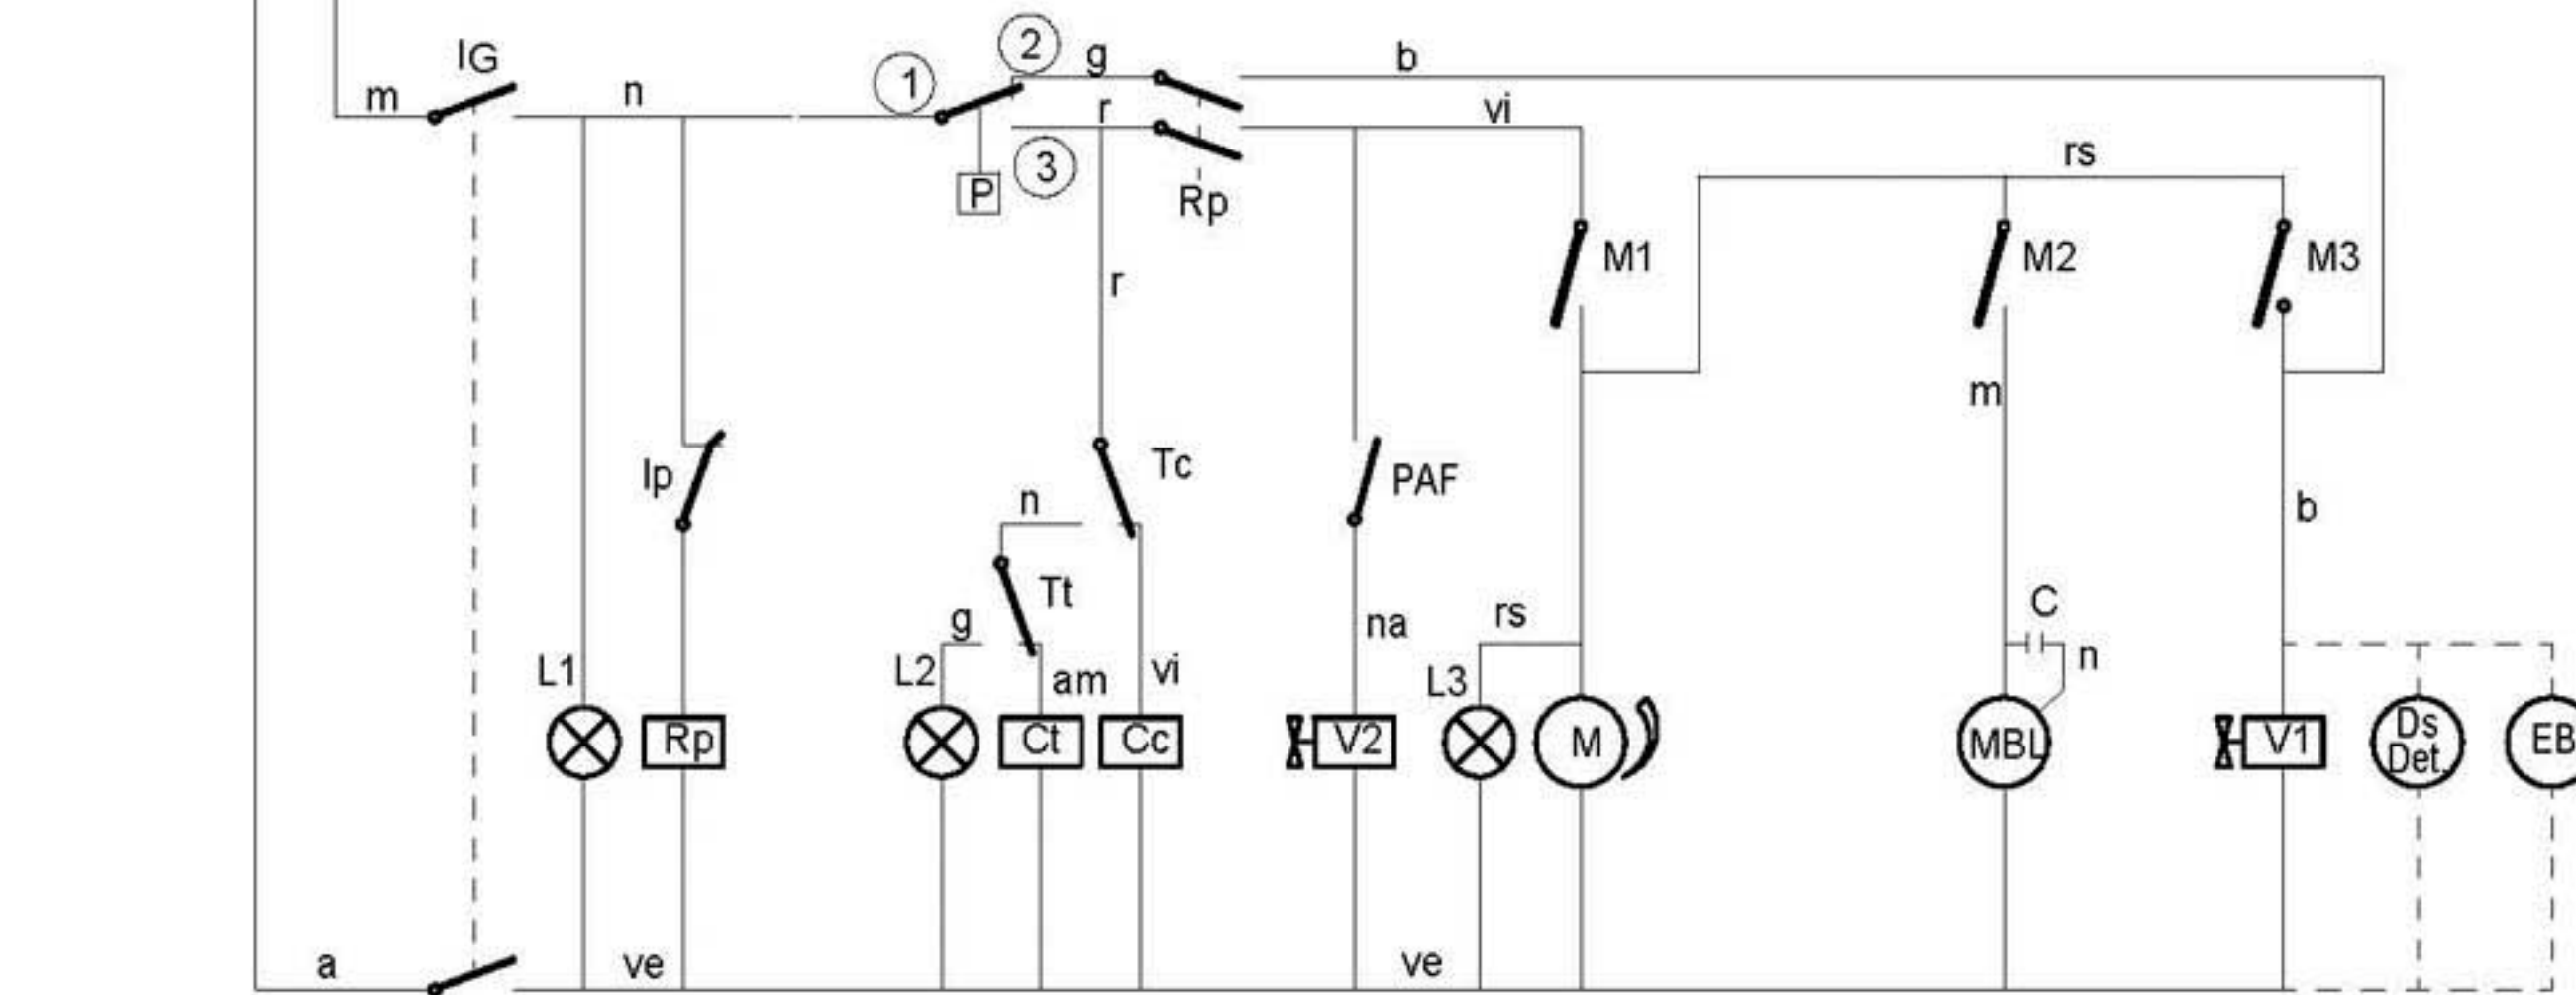 IG
m
n
1
2
g
b
r
vi
3
P
Rp
rs
r
M1
M2
M3
m
Ip
Tc
PAF
n
b
Tt
g
na
rs
C
n
L1
L2
am
vi
L3
Rp
Ct
Cc
V2
M
MBL
V1
Ds
Det.
EB
a
ve
ve